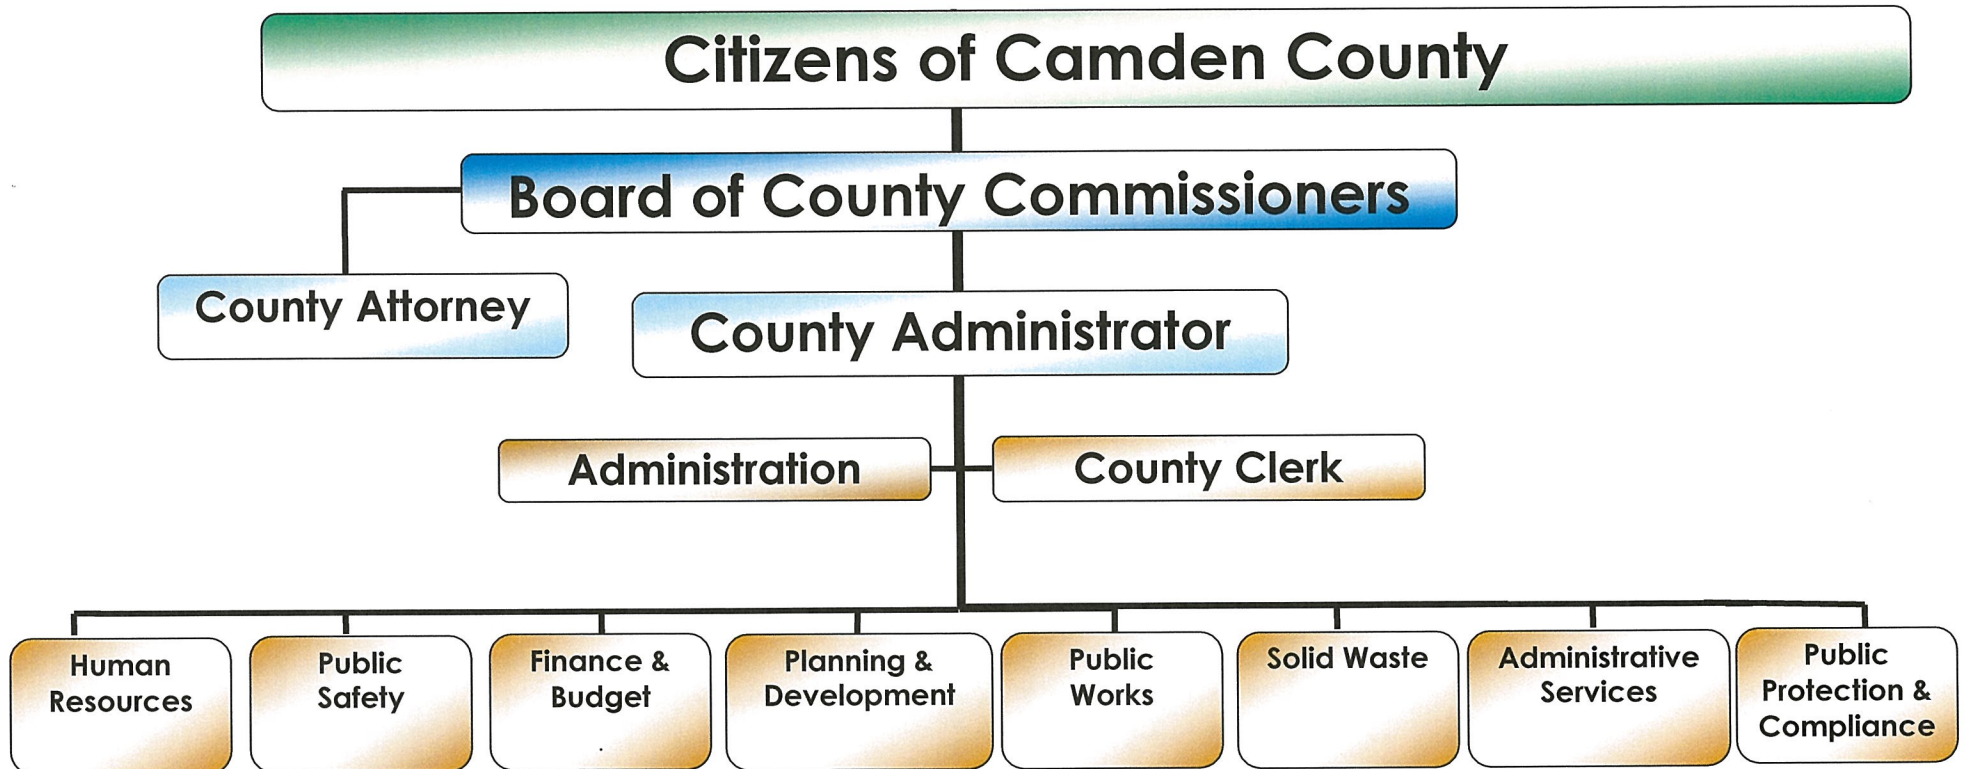 Citizens of Camden County
Board of County Commissioners
County Attorney
County Administrator
Administration
County Clerk
Human
Resources
Public
Safety
Finance &
Budget
Planning &
Development
Public
Works
Solid Waste
Administrative
Services
Public
Protection &
Compliance